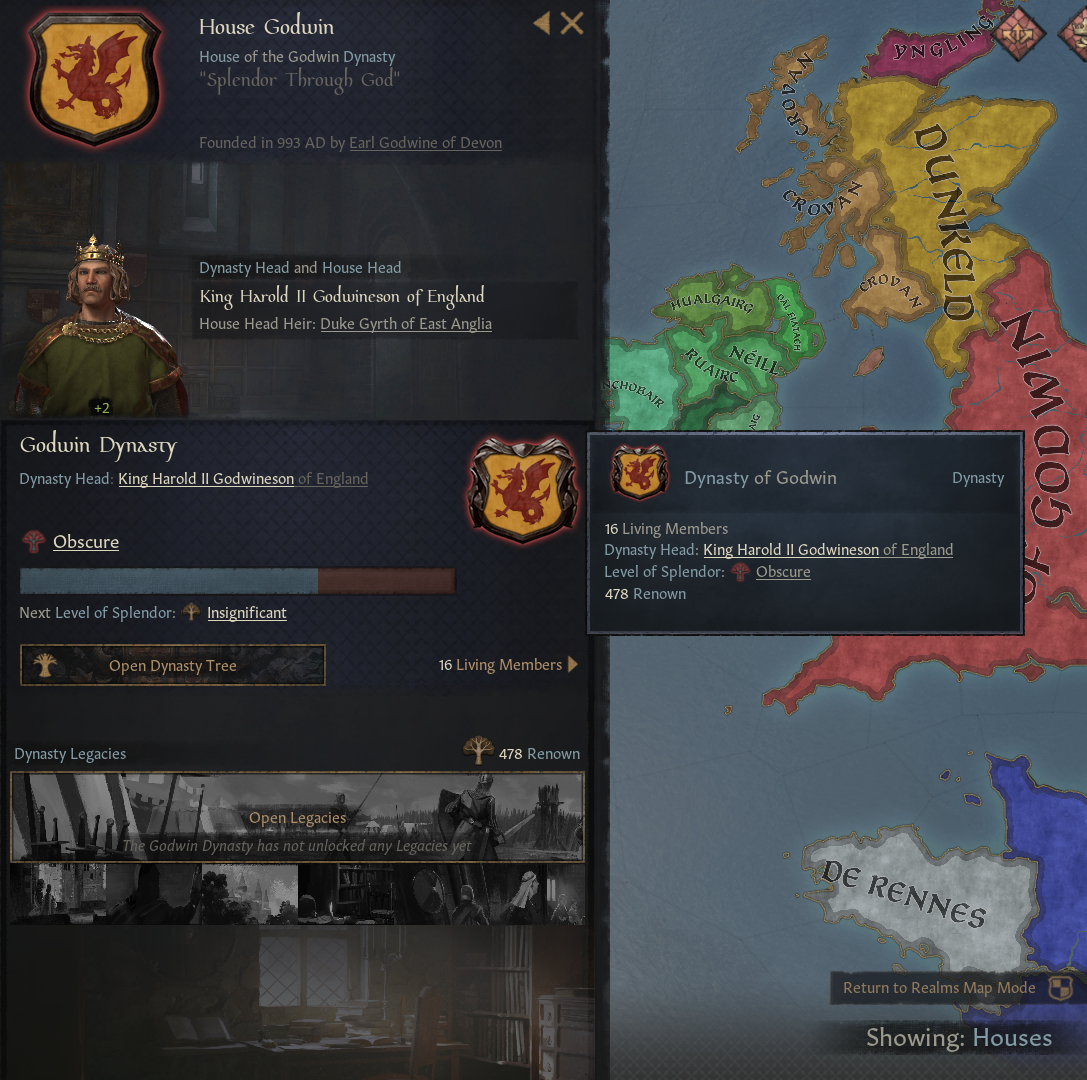 House Godwin
House of the Godwin Dynasty
"Splendor Through God"
Founded in 993 AD by Earl Godwine of Devon
Dynasty Head and House Head
King Harold II Godwineson of England
House Head Heir: Duke Gyrth of East Anglia
+2
Godwin Dynasty
Dynasty Head: King Harold II Godwineson of England
Obscure
Next Level of Splendor: Insignificant
Open Dynasty Tree
16 Living Members
Dynasty Legacies
478 Renown
Open Legacies
The Godwin Dynasty has not unlocked any Legacies yet
YNGLING
CROVAN
DUNKELD
CROVAN
CROVAN
HUALGAIRG
DÁL FIATACH
RUAIRC
NÉILL
NCHOBAIR
AIG
GODWIN
Dynasty of Godwin
Dynasty
16 Living Members
Dynasty Head: King Harold II Godwineson of England
Level of Splendor: Obscure
478 Renown
DE RENNES
Return to Realms Map Mode
Showing: Houses